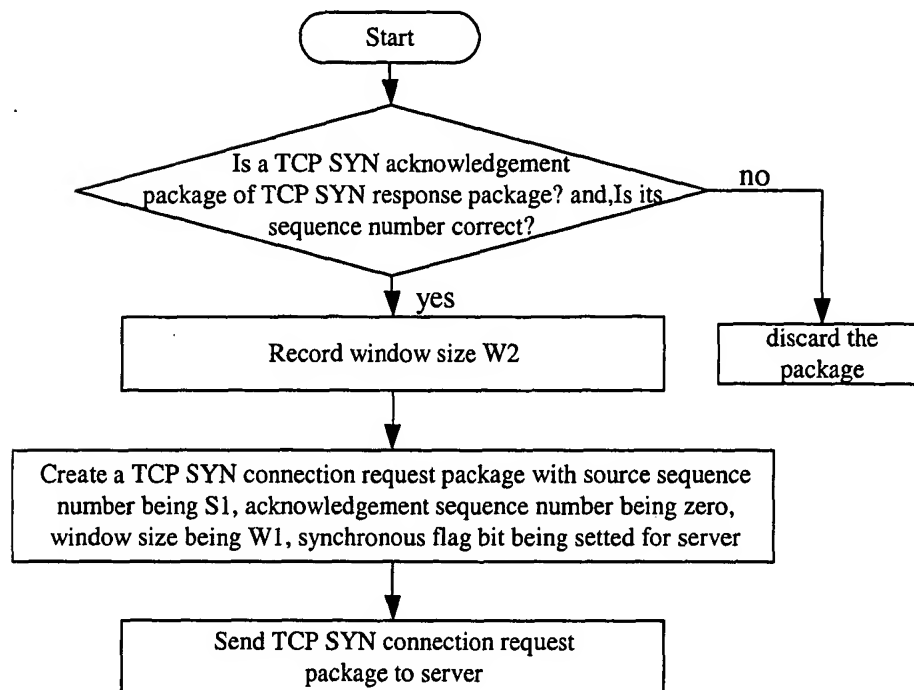 Start
Is a TCP SYN acknowledgement
package of TCP SYN response package? and,Is its
sequence number correct?
no
yes
Record window size W2
discard the
package
Create a TCP SYN connection request package with source sequence
number being S1, acknowledgement sequence number being zero,
window size being W1, synchronous flag bit being setted for server
Send TCP SYN connection request
package to server